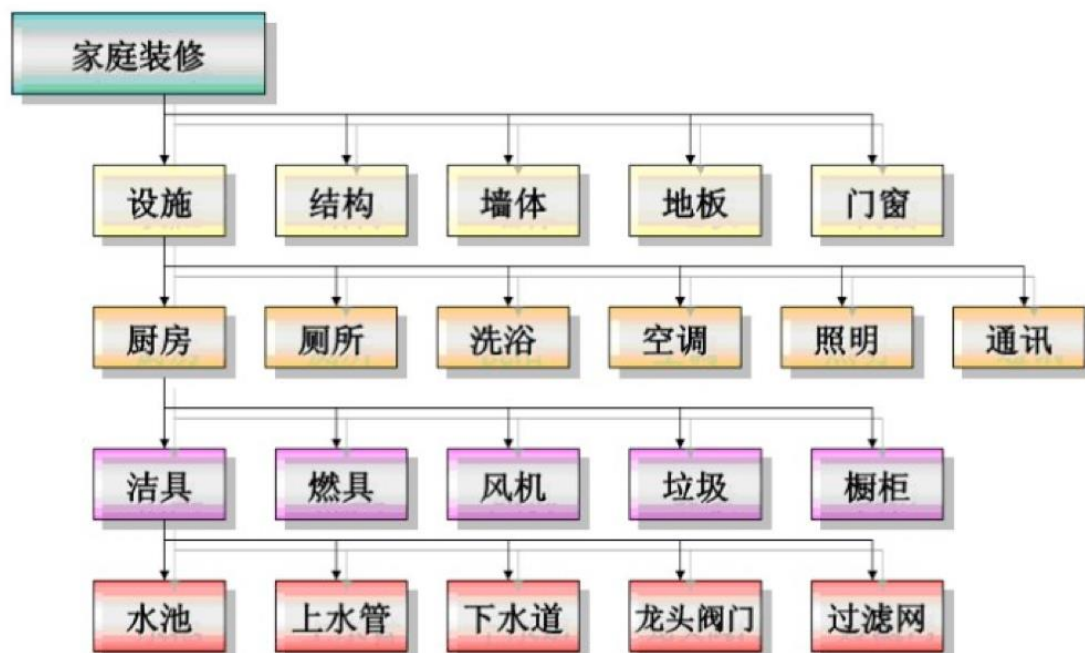 家庭装修
设施 结构 墙体 地板 门窗
厨房 厕所 洗浴 空调 照明 通讯
洁具 燃具 风机 垃圾 橱柜
水池 上水管 下水道 龙头阀门 过滤网